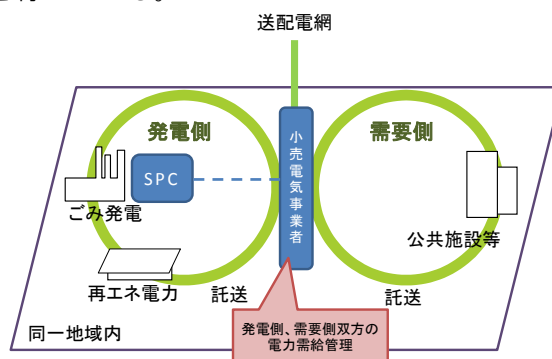 送配電網
発電側
需要側
小売電気事業者
SPC
ごみ発電
公共施設等
再エネ電力
託送
託送
同一地域内
発電側、需要側双方の
電力需給管理